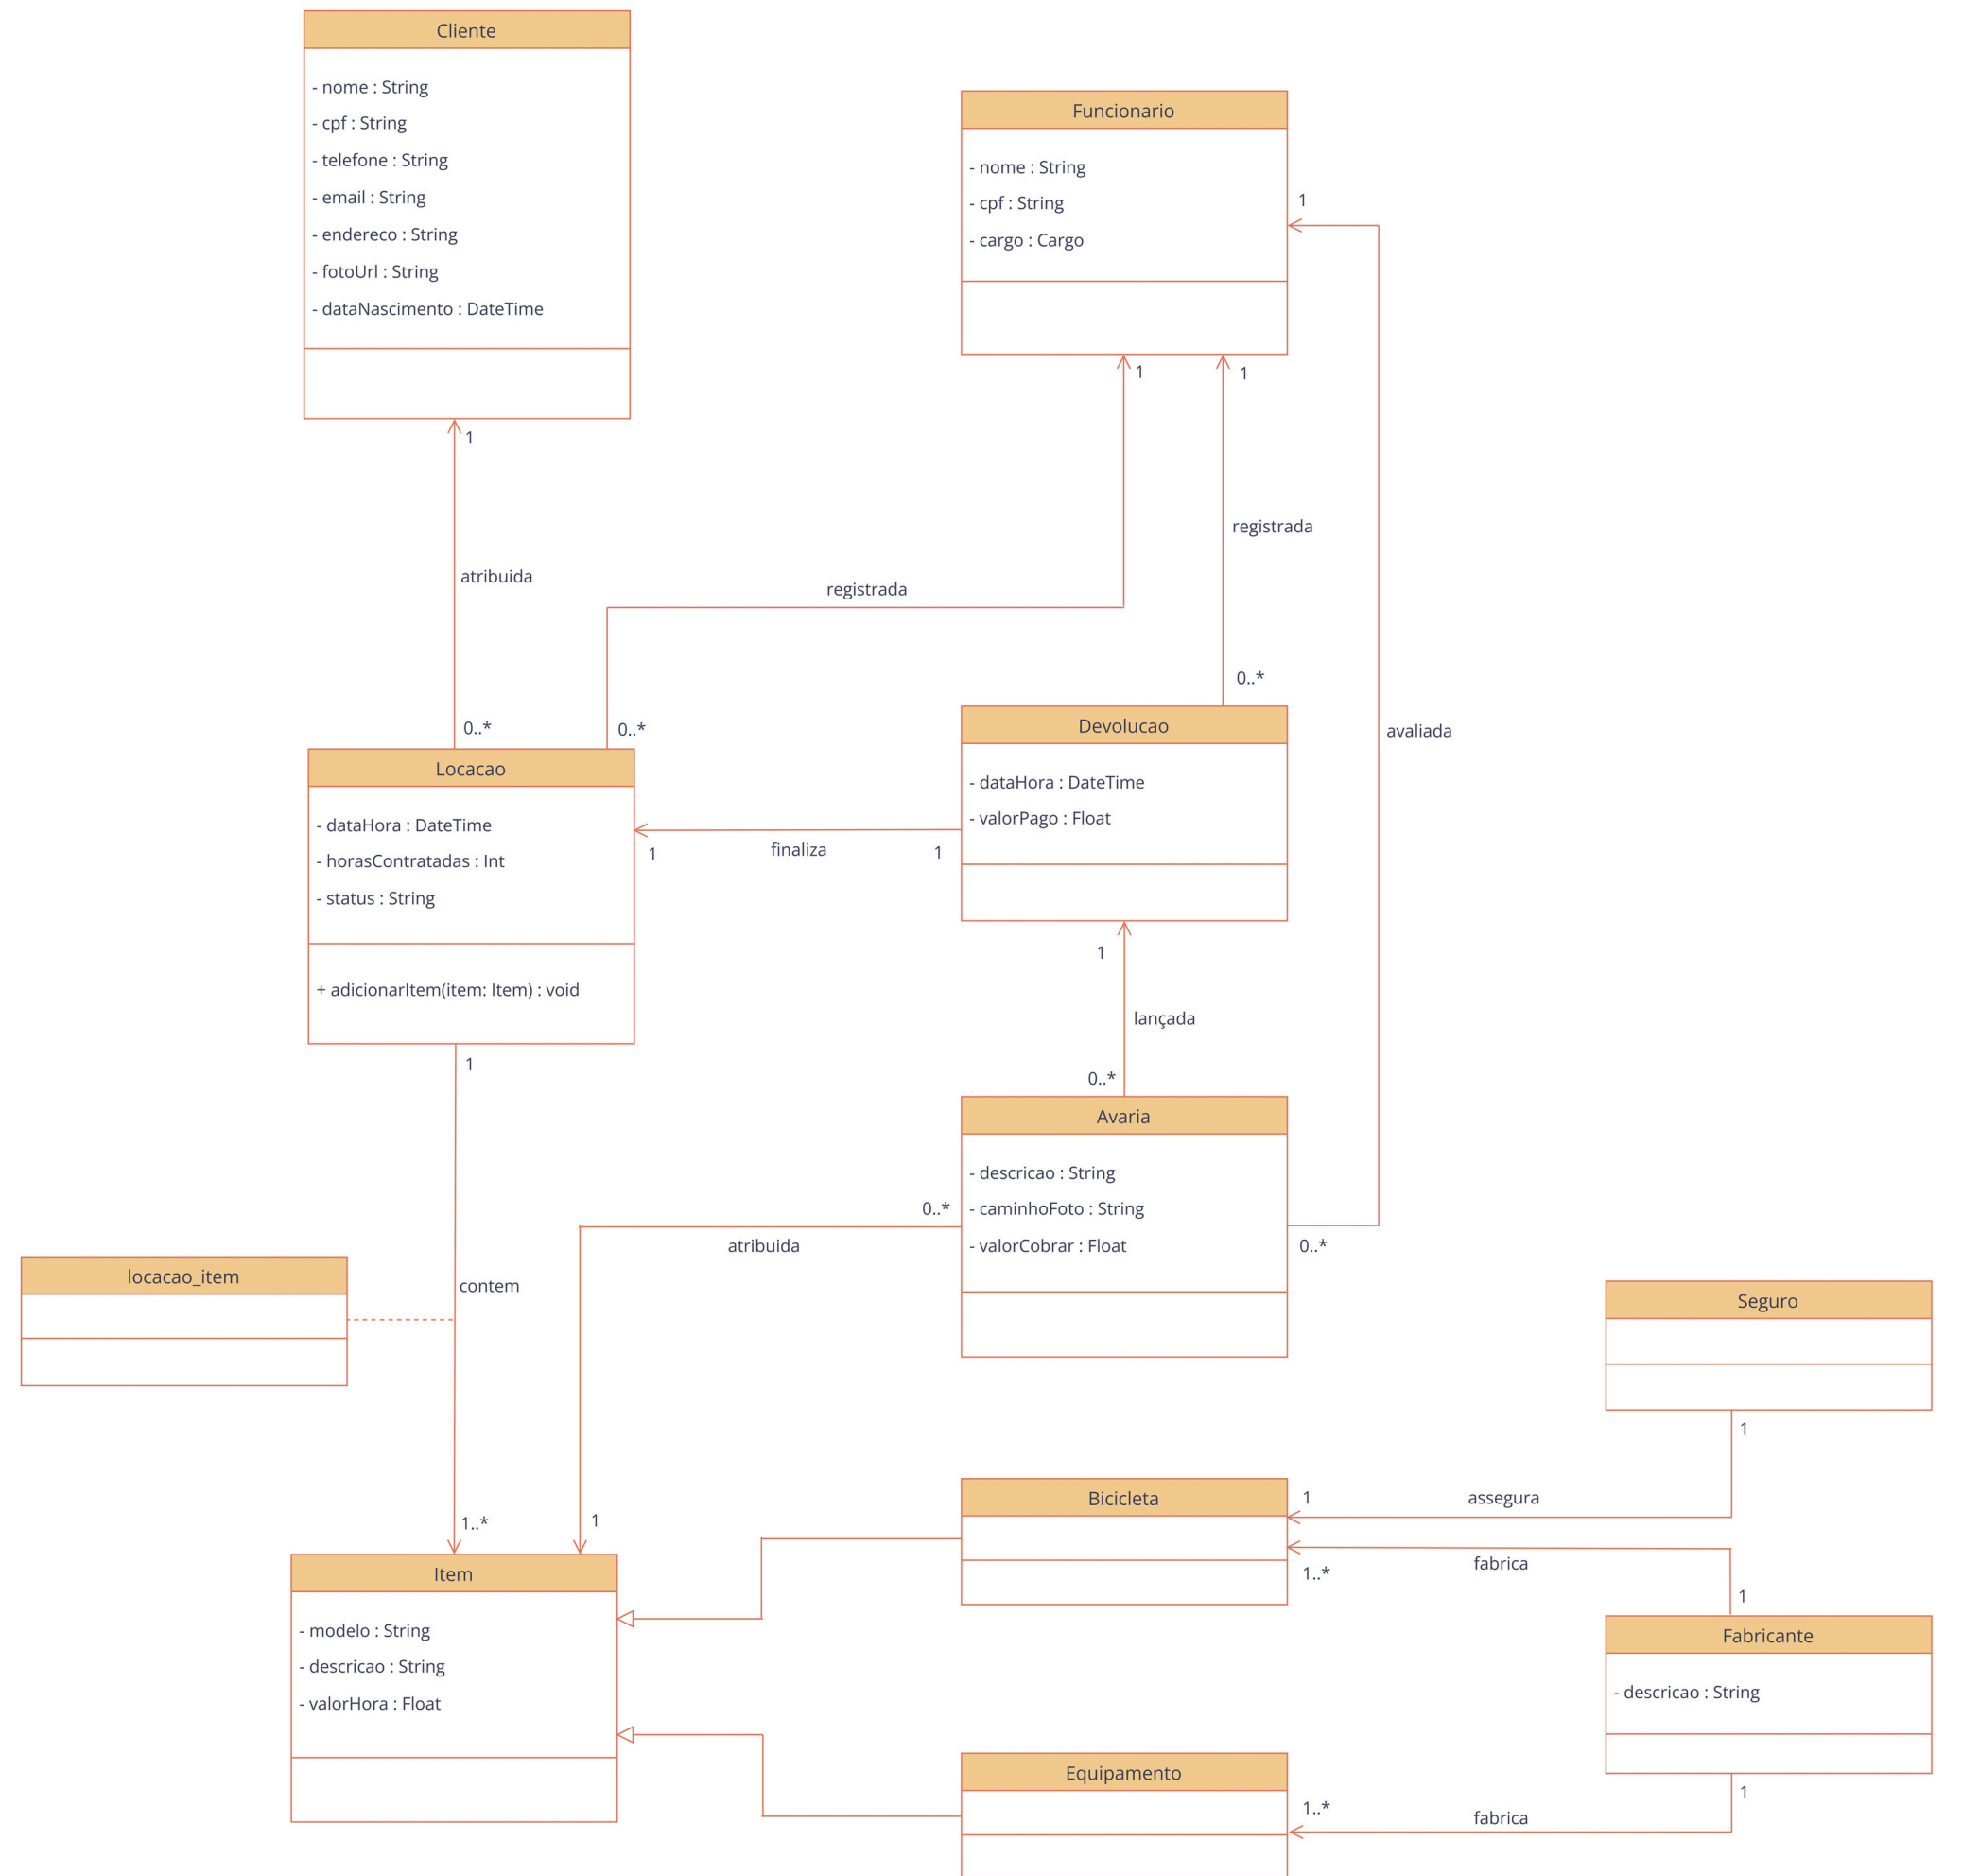 Cliente
- nome : String
- cpf : String
- telefone : String
- email : String
- endereco : String
- fotoUrl : String
- dataNascimento : DateTime
Funcionario
- nome : String
- cpf : String
- cargo : Cargo
1
1
1
1
registrada
atribuida
registrada
0..*
0..*
0..*
avaliada
Locacao
- dataHora : DateTime
- horasContratadas : Int
- status : String
+ adicionarItem(item: Item) : void
1
finaliza
1
Devolucao
- dataHora : DateTime
- valorPago : Float
1
lançada
0..*
1
Avaria
- descricao : String
- caminhoFoto : String
- valorCobrar : Float
0..*
atribuida
0..*
locacao_item
contem
Seguro
1
1..*
1
Bicicleta
1
assegura
1..*
fabrica
1
Item
- modelo : String
- descricao : String
- valorHora : Float
Fabricante
- descricao : String
Equipamento
1..*
fabrica
1